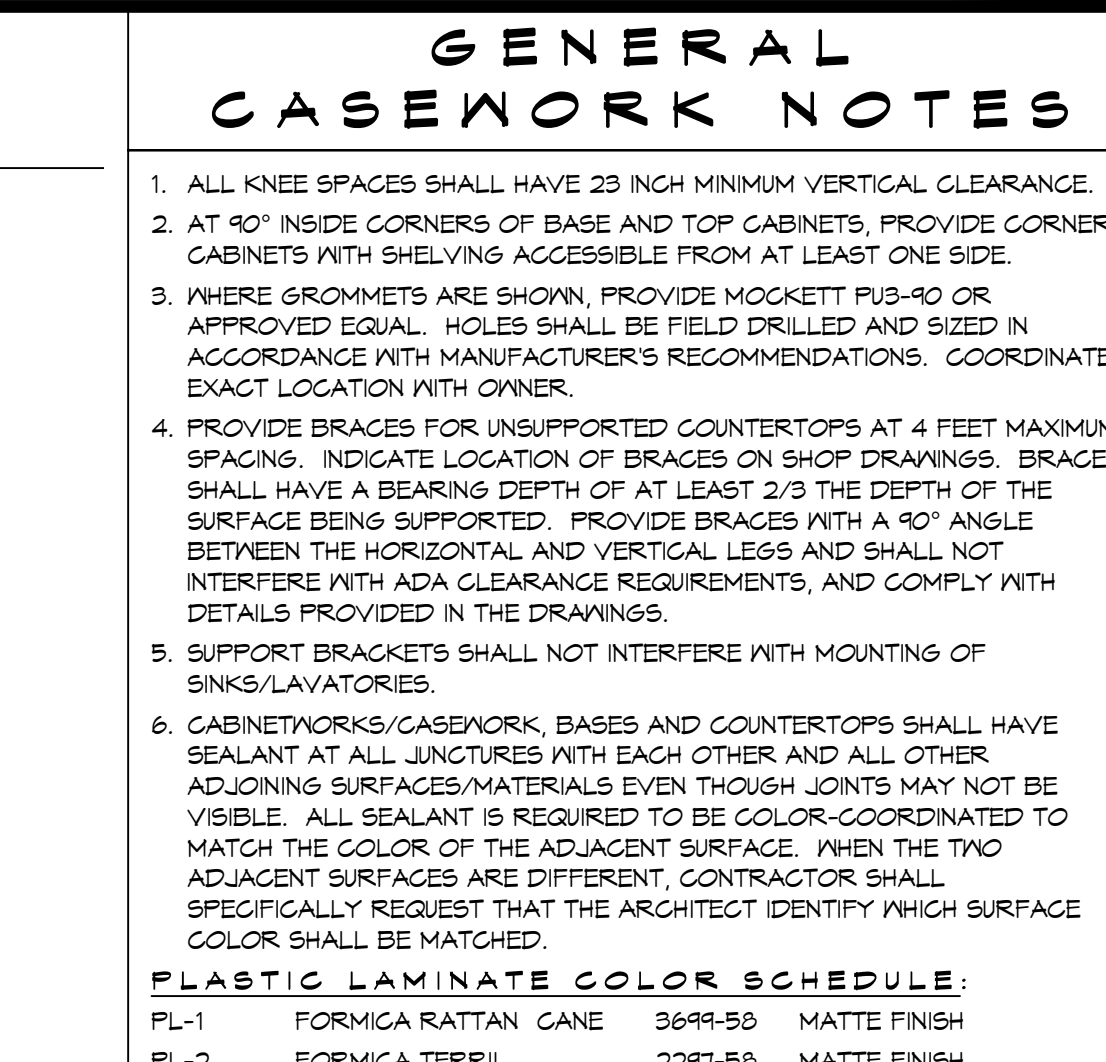 GENERAL
CASEWORK NOTES
1. ALL KNEE SPACES SHALL HAVE 23 INCH MINIMUM VERTICAL CLEARANCE.
2. AT 90° INSIDE CORNERS OF BASE AND TOP CABINETS, PROVIDE CORNER
CABINETS WITH SHELVING ACCESSIBLE FROM AT LEAST ONE SIDE.
3. WHERE GROMMETS ARE SHOWN, PROVIDE MOCKETT PU3-90 OR
APPROVED EQUAL. HOLES SHALL BE FIELD DRILLED AND SIZED IN
ACCORDANCE WITH MANUFACTURER'S RECOMMENDATIONS. COORDINATE
EXACT LOCATION WITH OWNER.
4. PROVIDE BRACES FOR UNSUPPORTED COUNTERTOPS AT 4 FEET MAXIMUM
SPACING. INDICATE LOCATION OF BRACES ON SHOP DRAWINGS. BRACE
SHALL HAVE A BEARING DEPTH OF AT LEAST 2/3 THE DEPTH OF THE
SURFACE BEING SUPPORTED. PROVIDE BRACES WITH A 90° ANGLE
BETWEEN THE HORIZONTAL AND VERTICAL LEGS AND SHALL NOT
INTERFERE WITH ADA CLEARANCE REQUIREMENTS, AND COMPLY WITH
DETAILS PROVIDED IN THE DRAWINGS.
5. SUPPORT BRACKETS SHALL NOT INTERFERE WITH MOUNTING OF
SINKS/LAVATORIES.
6. CABINETWORKS/CASEWORK, BASES AND COUNTERTOPS SHALL HAVE
SEALANT AT ALL JUNCTURES WITH EACH OTHER AND ALL OTHER
ADJOINING SURFACES/MATERIALS EVEN THOUGH JOINTS MAY NOT BE
VISIBLE. ALL SEALANT IS REQUIRED TO BE COLOR-COORDINATED TO
MATCH THE COLOR OF THE ADJACENT SURFACE. WHEN THE TWO
ADJACENT SURFACES ARE DIFFERENT, CONTRACTOR SHALL
SPECIFICALLY REQUEST THAT THE ARCHITECT IDENTIFY WHICH SURFACE
COLOR SHALL BE MATCHED.
PLASTIC LAMINATE COLOR SCHEDULE:
PL-1 FORMICA RATTAN CANE 3699-58 MATTE FINISH
PL-2 FORMICA 2297-58 MATTE FINISH